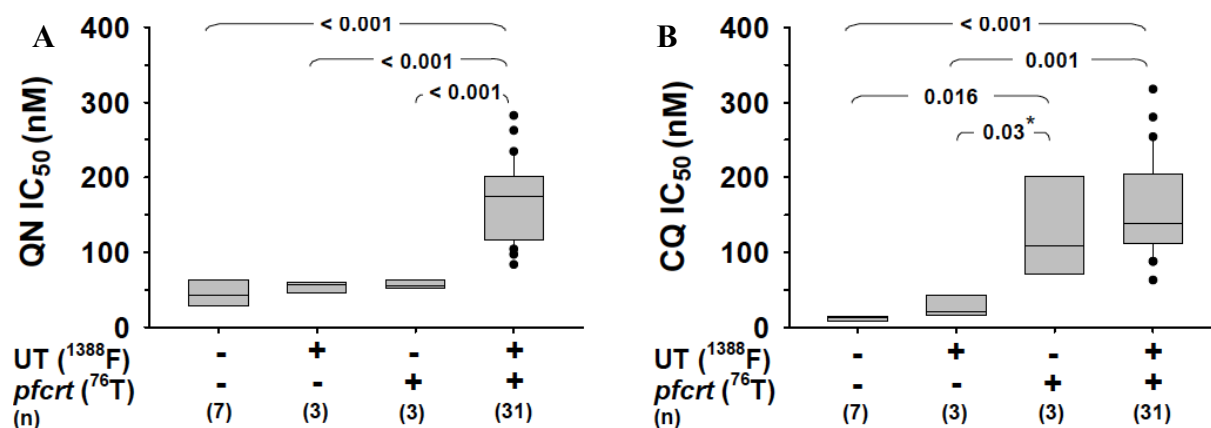 A
QN IC50 (nM)
400
300
200
100
0
< 0.001
< 0.001
< 0.001
UT (1388F) - + - +
pfcrt (76T) - - + +
(n) (7) (3) (3) (31)
B
CQ IC50 (nM)
400
300
200
100
0
< 0.001
0.001
0.016
0.03*
UT (1388F) - + - +
pfcrt (76T) - - + +
(n) (7) (3) (3) (31)